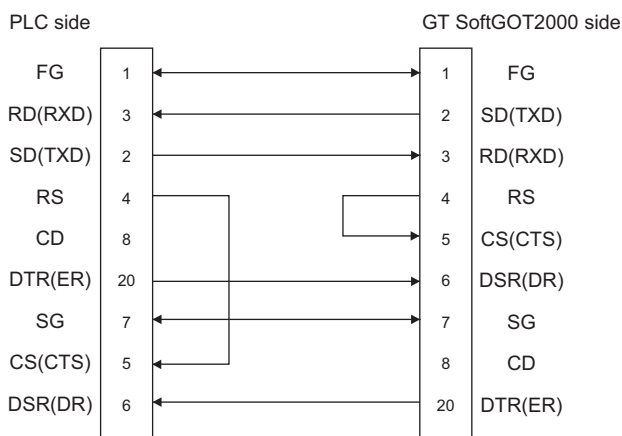 PLC side GT SoftGOT2000 side
FG 1 1 FG
RD(RXD) 3 2 SD(TXD)
SD(TXD) 2 3 RD(RXD)
RS 4 4 RS
CD 8 5 CS(CTS)
DTR(ER) 20 6 DSR(DR)
SG 7 7 SG
CS(CTS) 5 8 CD
DSR(DR) 6 20 DTR(ER)